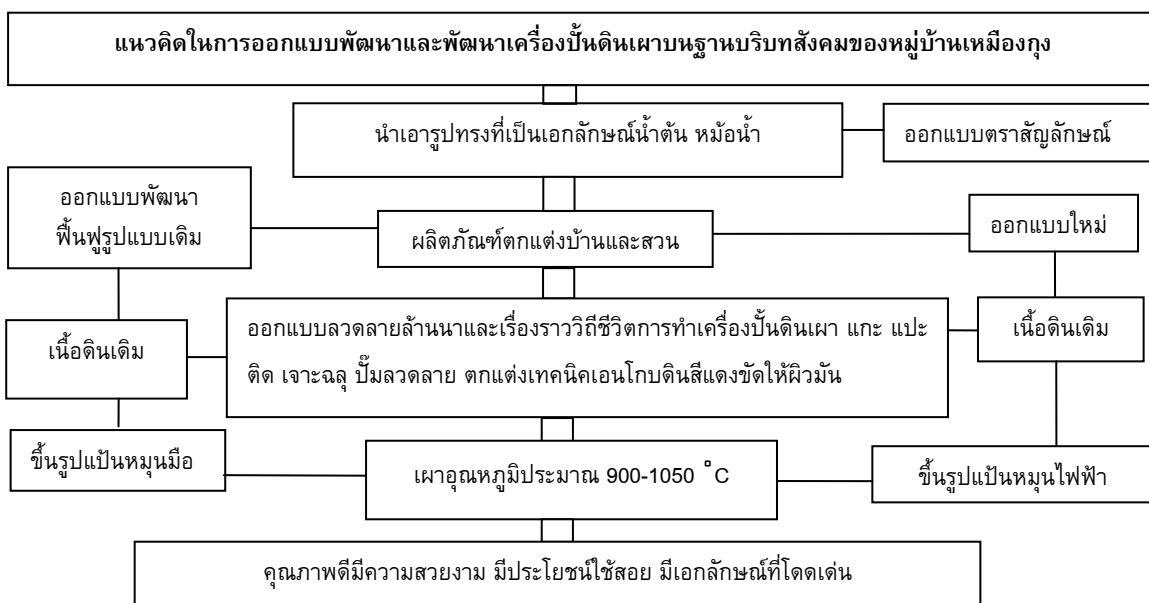 แนวคิดในการออกแบบพัฒนาและพัฒนาเครื่องปั้นดินเผาบนฐานบริบทสังคมของหมู่บ้านเหมืองกุง
นำเอารูปทรงที่เป็นเอกลักษณ์น้ำต้น หม้อน้ำ
ออกแบบตราสัญลักษณ์
ออกแบบพัฒนา
ฟื้นฟูรูปแบบเดิม
ผลิตภัณฑ์ตกแต่งบ้านและสวน
ออกแบบใหม่
เนื้อดินเดิม
ออกแบบลวดลายล้านนาและเรื่องราววิถีชีวิตการทำเครื่องปั้นดินเผา แกะ แปะ
ติด เจาะฉลุ ปั๊มลวดลาย ตกแต่งเทคนิคเอนโกบดินสีแดงขัดให้ผิวมัน
เนื้อดินเดิม
ขึ้นรูปแป้นหมุนมือ
เผาอุณหภูมิประมาณ 900-1050 °C
ขึ้นรูปแป้นหมุนไฟฟ้า
คุณภาพดีมีความสวยงาม มีประโยชน์ใช้สอย มีเอกลักษณ์ที่โดดเด่น